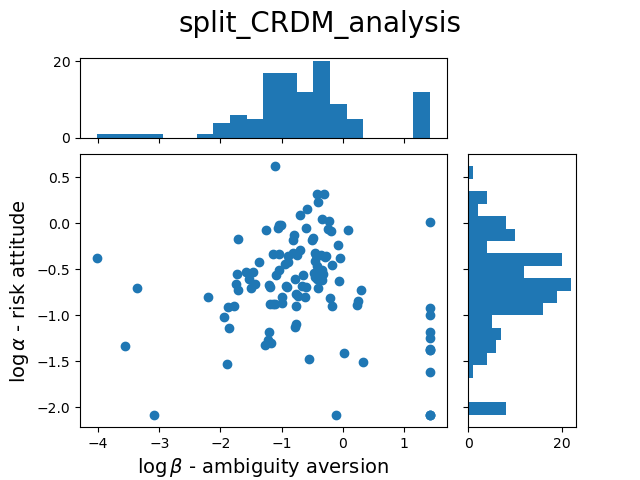 split_CRDM_analysis
20
0
0.5
0.0
−0.5
−1.0
−1.5
−2.0
log α - risk attitude
−4 −3 −2 −1 0 1
log β - ambiguity aversion
0 20